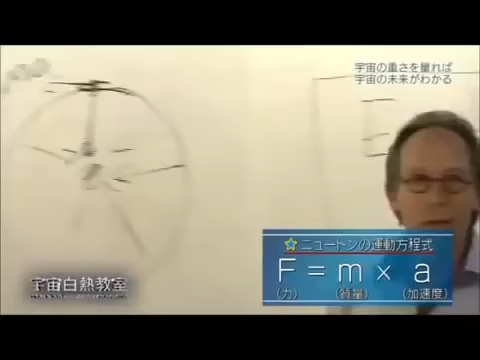 宇宙の重さを量れば
宇宙の未来がわかる
E
ニュートンの運動方程式
F = m × a
(力) (質量) (加速度)
宇宙白熱教室